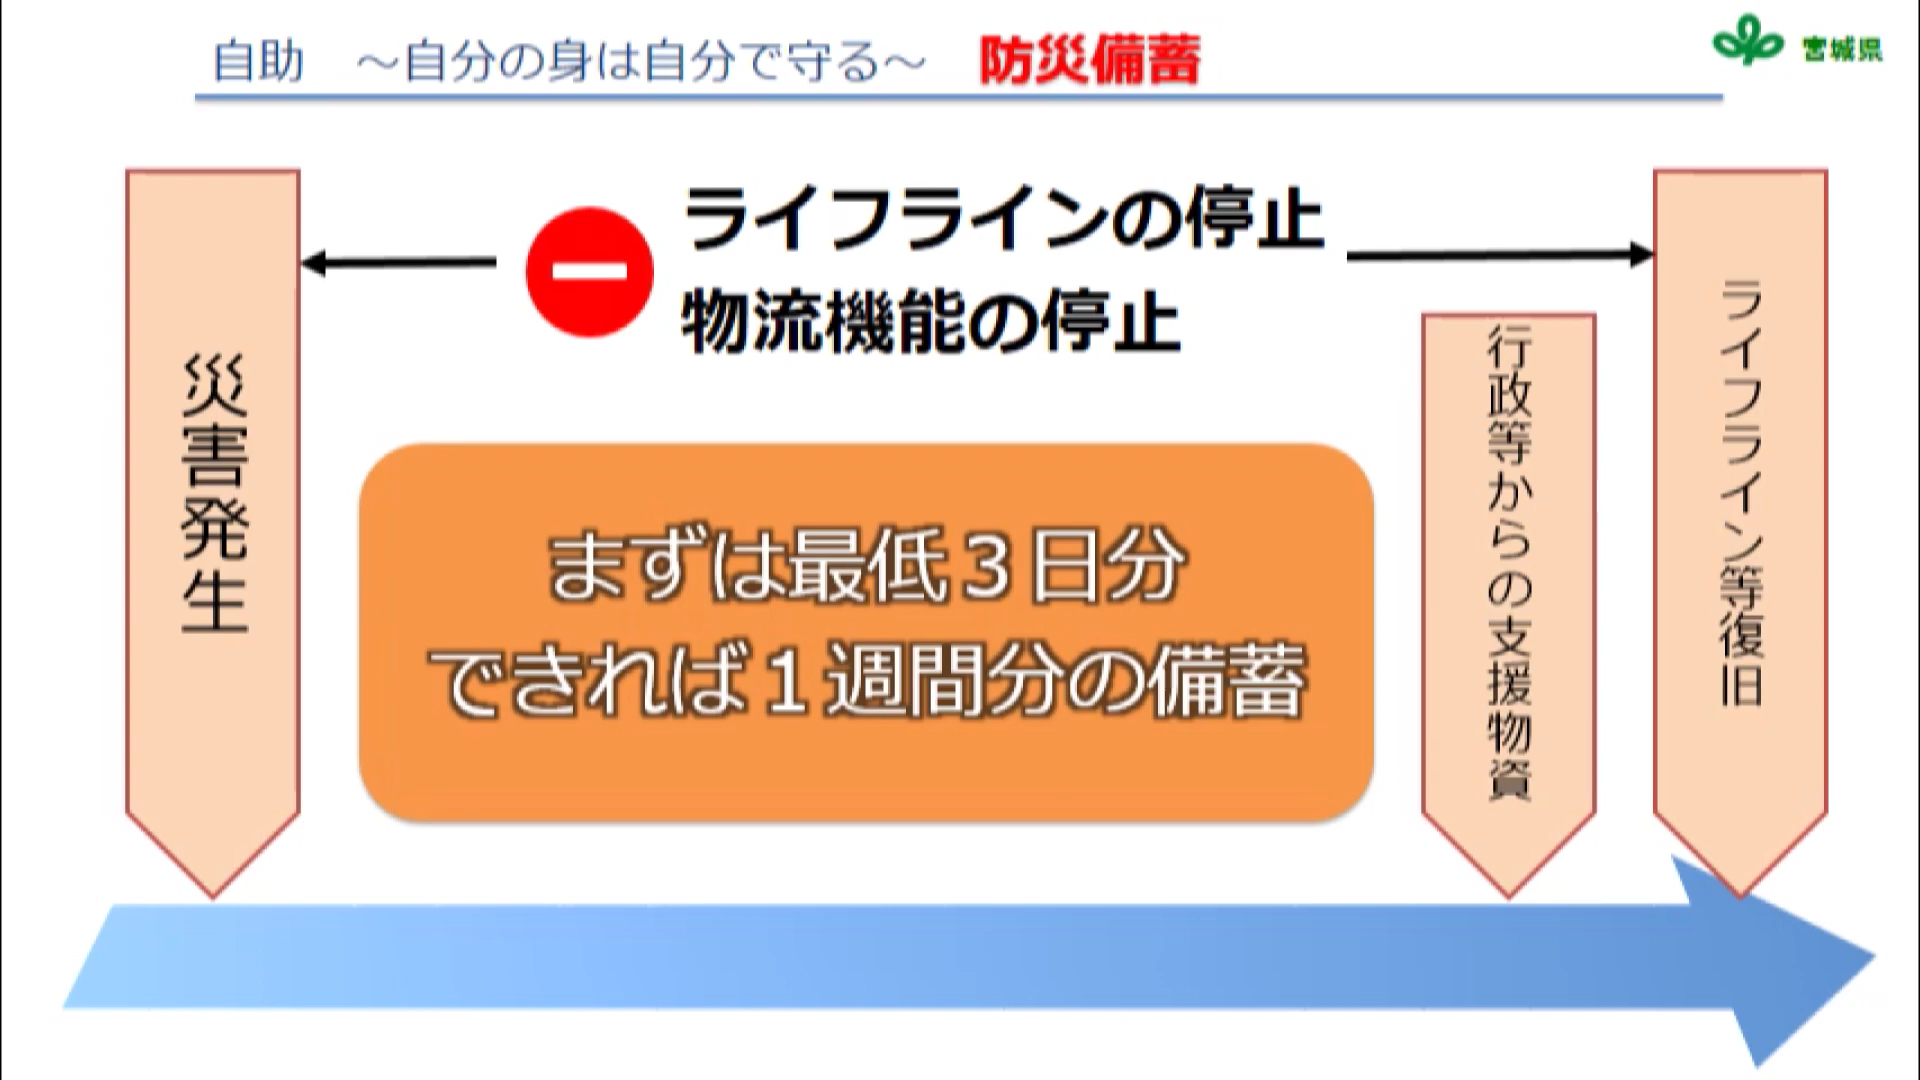 自助　～自分の身は自分で守る～　防災備蓄
宮城県
ライフラインの停止
物流機能の停止
災害発生
まずは最低３日分
できれば１週間分の備蓄
行政等からの支援物資
ライフライン等復旧